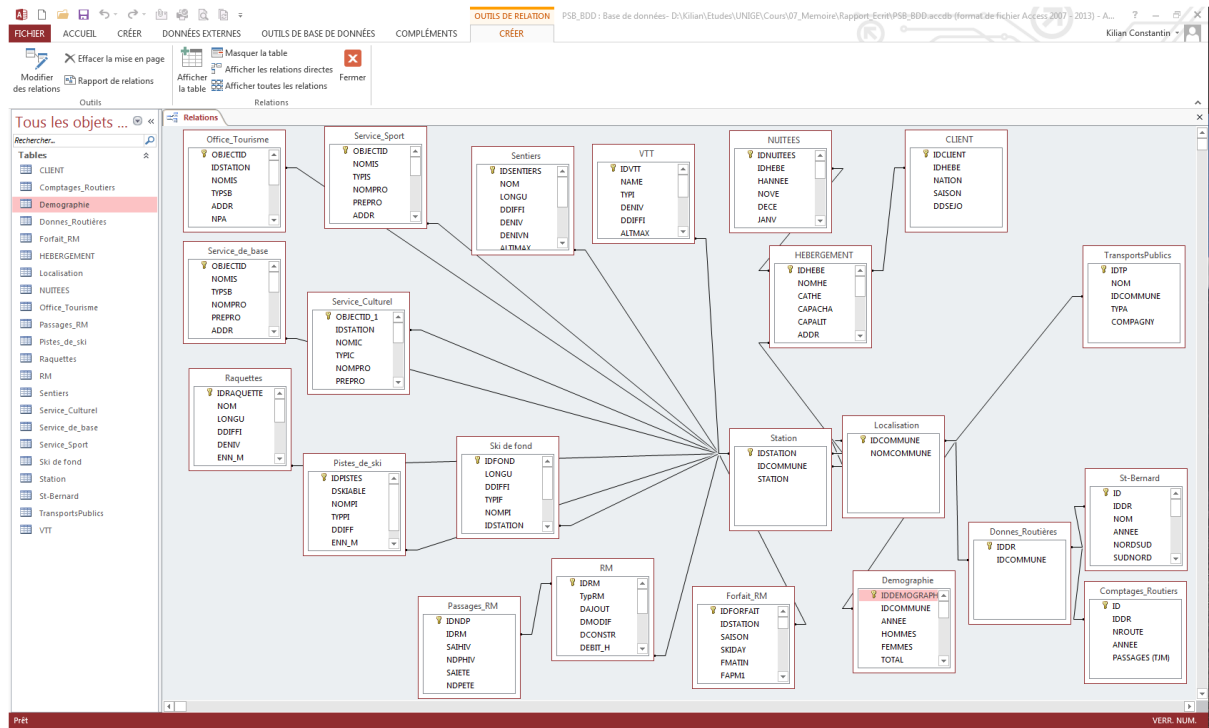 OUTILS DE RELATION PSB_BDD : Base de données- D:\Kilian\Etudes\UNIGE\Cours\07_Memoire\Rapport_Ecrit\PSB_BDD.accdb (format de fichier Access 2007 - 2013) - A...
FICHIER ACCUEIL CRÉER DONNÉES EXTERNES OUTILS DE BASE DE DONNÉES COMPLÉMENTS CRÉER Kilian Constantin
Modifier des relations
Effacer la mise en page
Rapport de relations
Outils
Afficher la table
Masquer la table
Afficher les relations directes
Afficher toutes les relations
Fermer
Relations
Tous les objets ...
Rechercher...
Tables
CLIENT
Comptages_Routiers
Demographie
Donnes_Routières
Forfait_RM
HEBERGEMENT
Localisation
NUITEES
Office_Tourisme
Passages_RM
Pistes_de_ski
Raquettes
RM
Sentiers
Service_Culturel
Service_de_base
Service_Sport
Ski de fond
Station
St-Bernard
TransportsPublics
VTT
Relations
Office_Tourisme
OBJECTID
IDSTATION
NOMIS
TYPSB
ADDR
NPA
Service_Sport
OBJECTID
NOMIS
TYPIS
NOMPRO
PREPRO
ADDR
Sentiers
IDSENTIERS
NOM
LONGU
DDIFFI
DENIV
DENIVN
ALTIMAX
VTT
IDVTT
NAME
TYPI
DENIV
DDIFFI
ALTMAX
NUITEES
IDNUITEES
IDHEBE
HANNEE
NOVE
DECE
JANV
CLIENT
IDCLIENT
IDHEBE
NATION
SAISON
DDSEJO
Service_de_base
OBJECTID
NOMIS
TYPSB
NOMPRO
PREPRO
ADDR
Service_Culturel
OBJECTID_1
IDSTATION
NOMIC
TYPIC
NOMPRO
PREPRO
HEBERGEMENT
IDHEBE
NOMHE
CATHE
CAPACHA
CAPALIT
ADDR
TransportsPublics
IDTP
NOM
IDCOMMUNE
TYPA
COMPAGNY
Raquettes
IDRAQUETTE
NOM
LONGU
DDIFFI
DENIV
ENN_M
Pistes_de_ski
IDPISTES
DSKIABLE
NOMPI
TYPPI
DDIFF
ENN_M
Ski de fond
IDFOND
LONGU
DDIFFI
TYPIF
NOMPI
IDSTATION
Station
IDSTATION
IDCOMMUNE
STATION
Localisation
IDCOMMUNE
NOMCOMMUNE
St-Bernard
ID
IDDR
NOM
ANNEE
NORDSUD
SUDNORD
Donnes_Routières
IDDR
IDCOMMUNE
Passages_RM
IDNDP
IDRM
SAIHIV
NDPHIV
SAIETE
NDPETE
RM
IDRM
TypRM
DAJOUT
DMODIF
DCONSTR
DEBIT_H
Forfait_RM
IDFORFAIT
IDSTATION
SAISON
SKIDAY
FMATIN
FAPM1
Demographie
IDDEMOGRAPH
IDCOMMUNE
ANNEE
HOMMES
FEMMES
TOTAL
Comptages_Routiers
ID
IDDR
NROUTE
ANNEE
PASSAGES (TJM)
Prêt VERR. NUM.